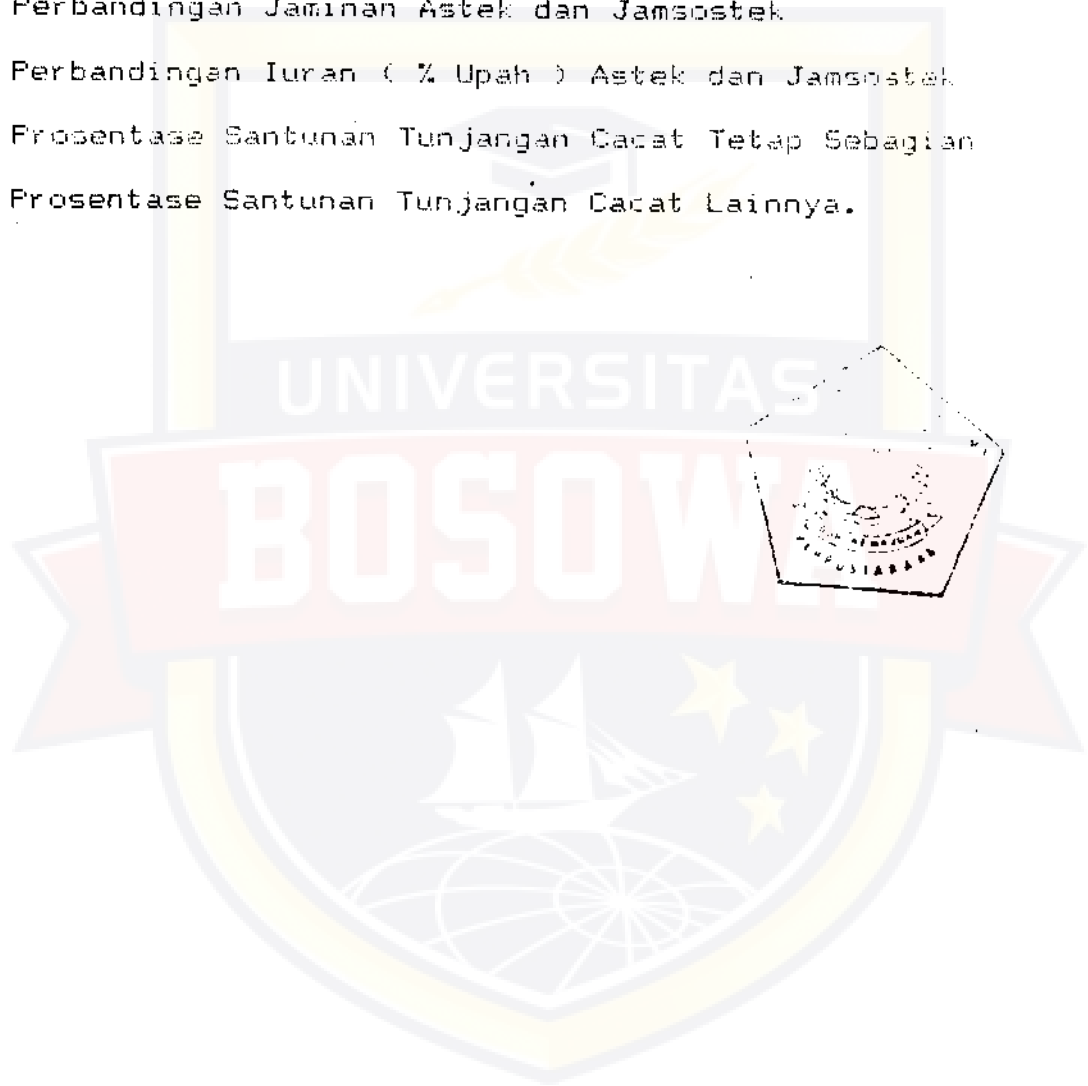 Perbandingan Jaminan Astek dan Jamsostek
Perbandingan Iuran ( % Upah ) Astek dan Jamsostek
Prosentase Santunan Tunjangan Cacat Tetap Sebagian
Prosentase Santunan Tunjangan Cacat Lainnya.
UNIVERSITAS
BOSOWA
PERPUSTAKAAN